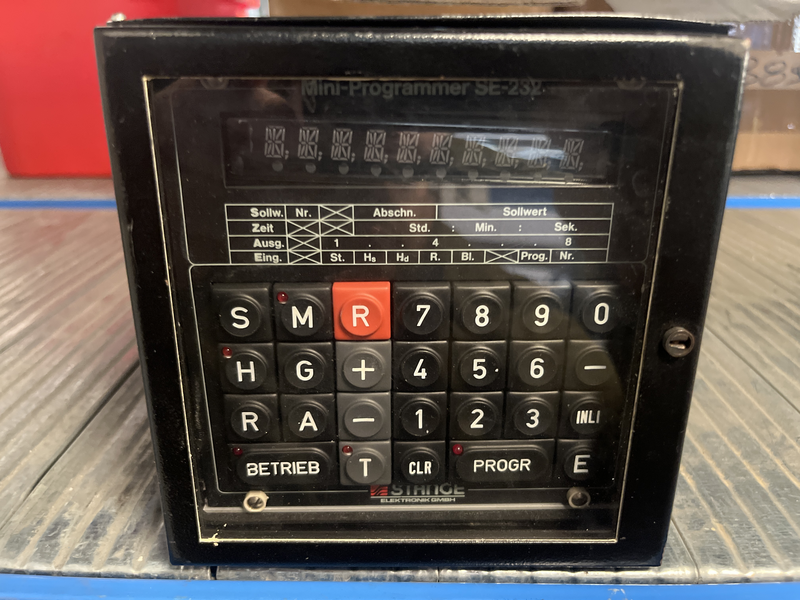 Mini-Programmer SE-232
Sollw. Nr. Abschn. Sollwert
Zeit Std. : Min. : Sek.
Ausg. 1 . . 4 . . . 8
Eing. St. Hs Hd R. Bl. Prog. Nr.
S M R 7 8 9 0
H G + 4 5 6 −
R A − 1 2 3 INLI
BETRIEB T CLR PROGR E
STANGE
ELEKTRONIK GMBH